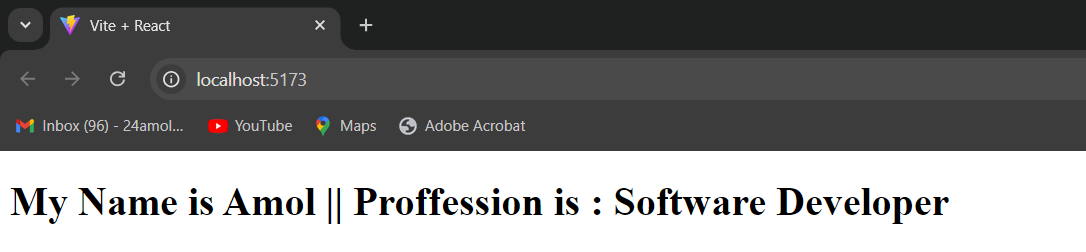 Vite + React
localhost:5173
Inbox (96) - 24amol... YouTube Maps Adobe Acrobat
My Name is Amol || Proffession is : Software Developer